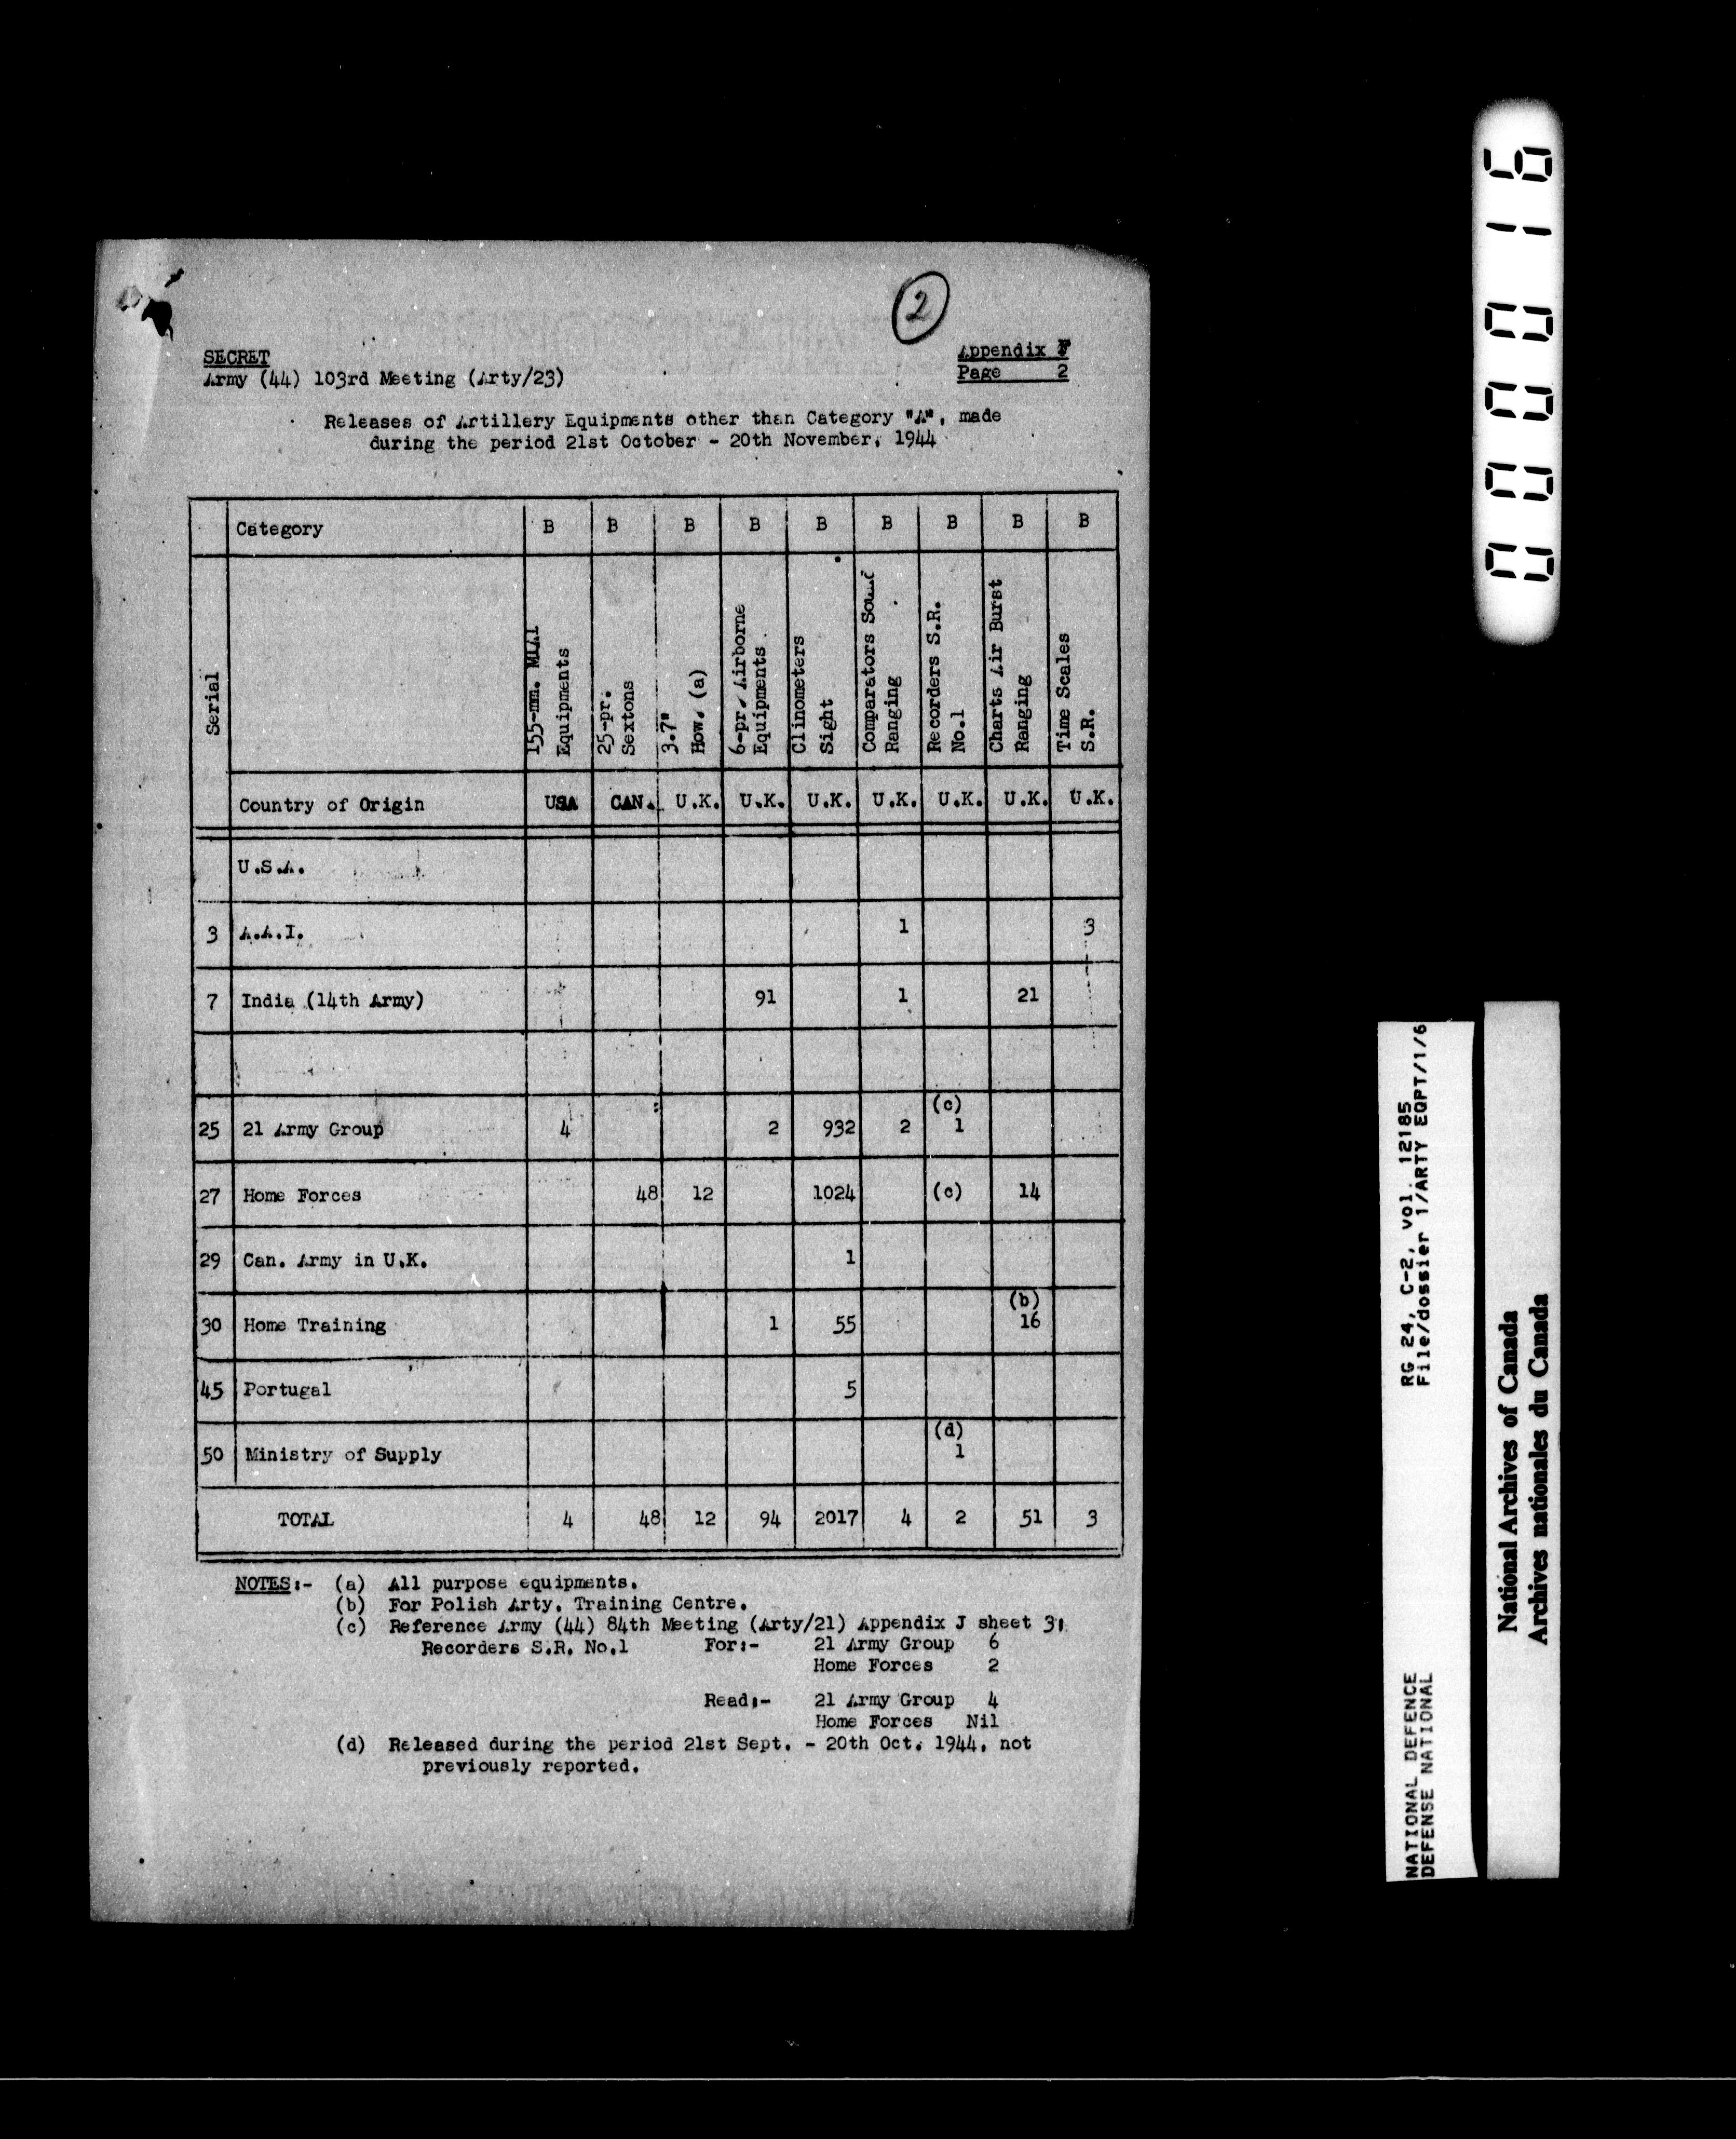 2
SECRET
Army (44) 103rd Meeting (Arty/23)
Appendix F
Page 2
Releases of Artillery Equipments other than Category "A", made
during the period 21st October - 20th November, 1944
Category B B B B B B B B B
Serial
155-mm. M1A1 Equipments
25-pr. Sextons
3.7" How. (a)
6-pr. Airborne Equipments
Clinometers Sight
Comparators Sound Ranging
Recorders S.R. No.1
Charts Air Burst Ranging
Time Scales S.R.
Country of Origin USA CAN. U.K. U.K. U.K. U.K. U.K. U.K. U.K.
U.S.A.
3 A.A.I. 1 3
7 India (14th Army) 91 1 21
25 21 Army Group 4 2 932 2 (c) 1
27 Home Forces 48 12 1024 (c) 14
29 Can. Army in U.K. 1
30 Home Training 1 55 (b) 16
45 Portugal 5
50 Ministry of Supply (d) 1
TOTAL 4 48 12 94 2017 4 2 51 3
NOTES:- (a) All purpose equipments.
(b) For Polish Arty. Training Centre.
(c) Reference Army (44) 84th Meeting (Arty/21) Appendix J sheet 3:
Recorders S.R. No.1 For:- 21 Army Group 6
Home Forces 2
Read:- 21 Army Group 4
Home Forces Nil
(d) Released during the period 21st Sept. - 20th Oct. 1944, not
previously reported.
000016
RG 24, C-2, vol. 12185
File/dossier 1/ARTY EQPT/1/6
NATIONAL DEFENCE
DEFENSE NATIONAL
National Archives of Canada
Archives nationales du Canada